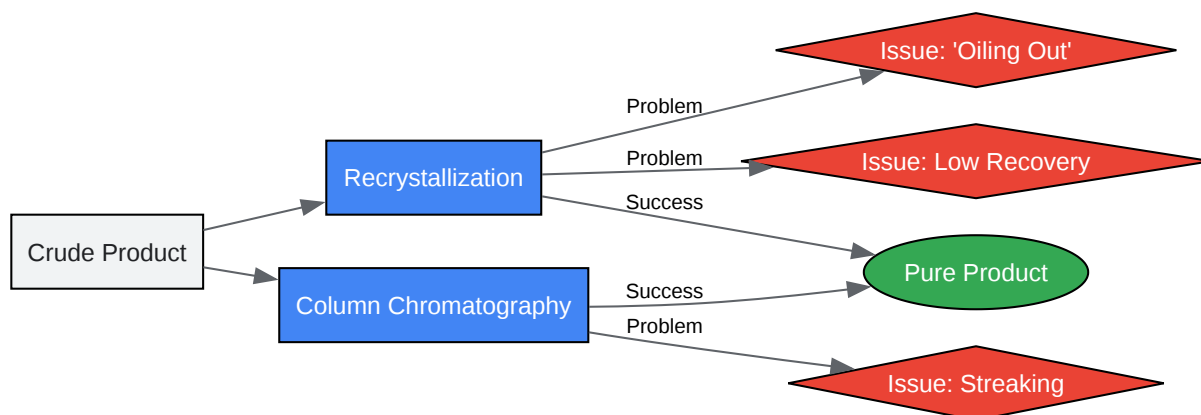 Issue: 'Oiling Out'
Problem
Problem
Issue: Low Recovery
Recrystallization
Success
Crude Product
Pure Product
Column Chromatography
Success
Problem
Issue: Streaking